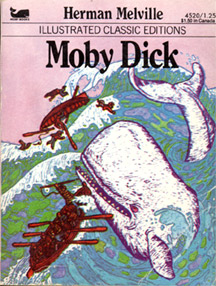 Herman Melville
4520/1.25
$1.50 in Canada
ILLUSTRATED CLASSIC EDITIONS
Moby Dick